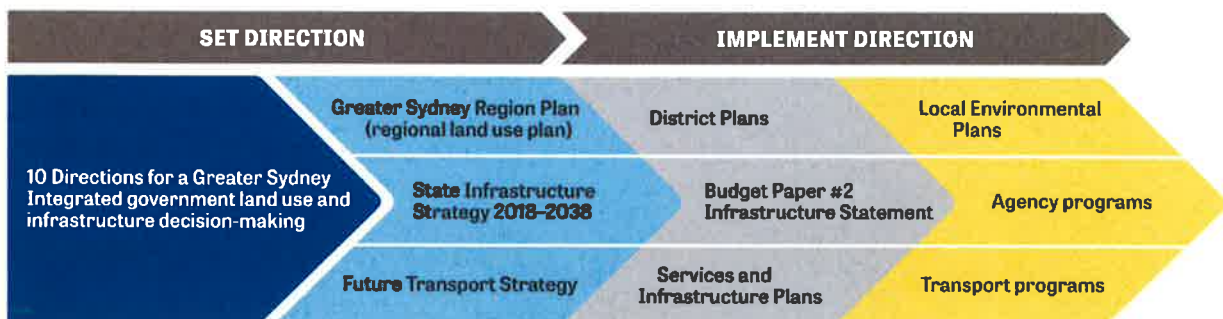 SET DIRECTION
IMPLEMENT DIRECTION
10 Directions for a Greater Sydney
Integrated government land use and
infrastructure decision-making
Greater Sydney Region Plan
(regional land use plan)
State Infrastructure
Strategy 2018–2038
Future Transport Strategy
District Plans
Budget Paper #2
Infrastructure Statement
Services and
Infrastructure Plans
Local Environmental
Plans
Agency programs
Transport programs